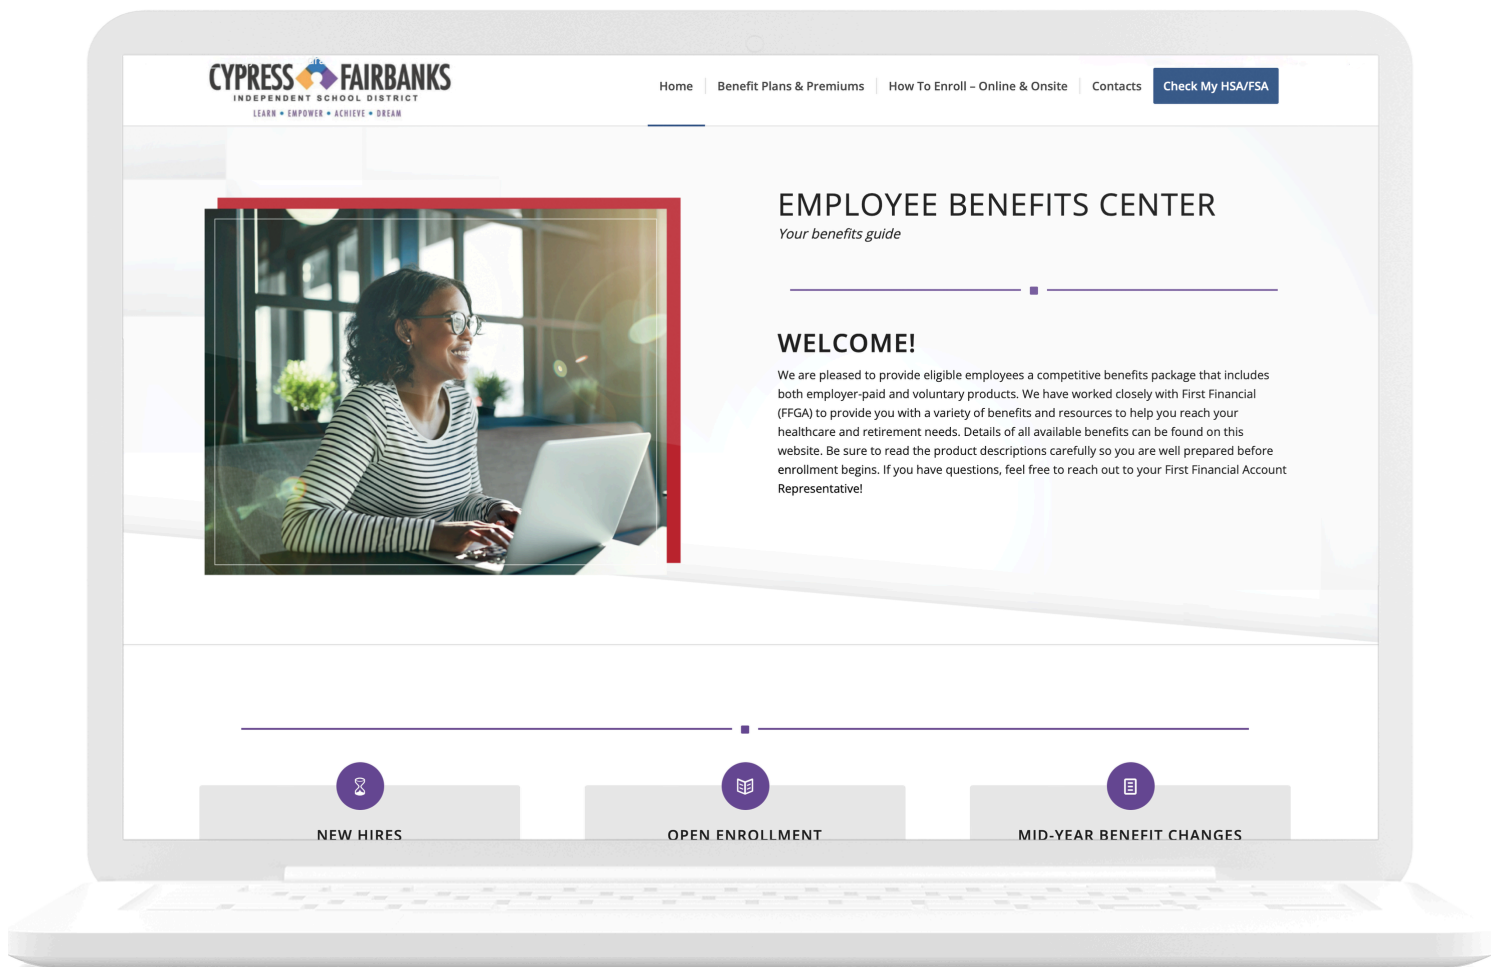 CYPRESS FAIRBANKS
INDEPENDENT SCHOOL DISTRICT
LEARN • EMPOWER • ACHIEVE • DREAM
Home
Benefit Plans & Premiums
How To Enroll – Online & Onsite
Contacts
Check My HSA/FSA
EMPLOYEE BENEFITS CENTER
Your benefits guide
WELCOME!
We are pleased to provide eligible employees a competitive benefits package that includes
both employer-paid and voluntary products. We have worked closely with First Financial
(FFGA) to provide you with a variety of benefits and resources to help you reach your
healthcare and retirement needs. Details of all available benefits can be found on this
website. Be sure to read the product descriptions carefully so you are well prepared before
enrollment begins. If you have questions, feel free to reach out to your First Financial Account
Representative!
NEW HIRES
OPEN ENROLLMENT
MID-YEAR BENEFIT CHANGES